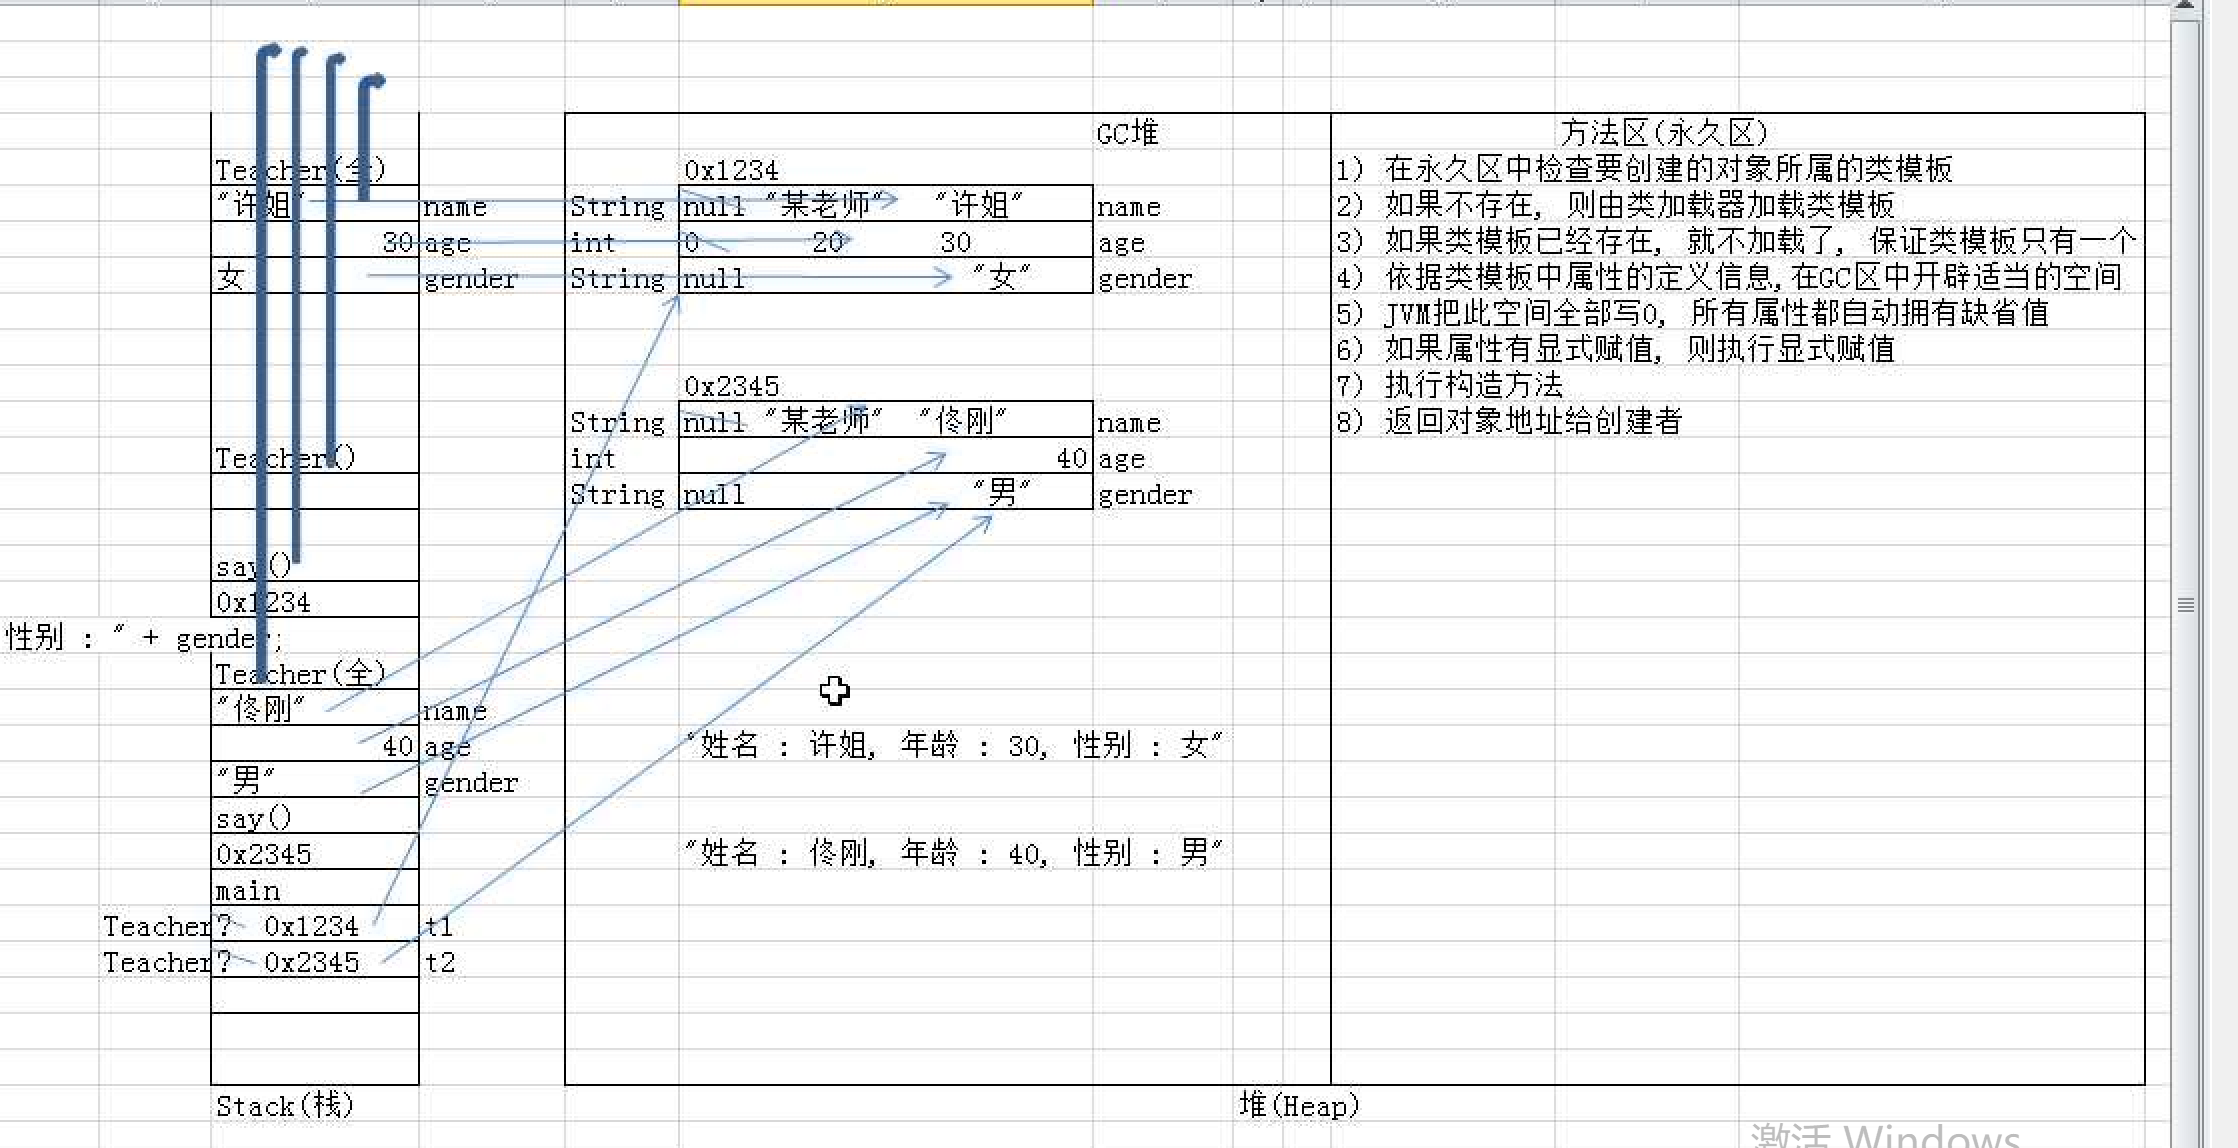 GC堆 方法区(永久区)
Teacher(全) 0x1234 1) 在永久区中检查要创建的对象所属的类模板
"许姐" name String null "某老师" "许姐" name 2) 如果不存在, 则由类加载器加载类模板
30 age int 0 20 30 age 3) 如果类模板已经存在, 就不加载了, 保证类模板只有一个
女 gender String null "女" gender 4) 依据类模板中属性的定义信息,在GC区中开辟适当的空间
5) JVM把此空间全部写0, 所有属性都自动拥有缺省值
6) 如果属性有显式赋值, 则执行显式赋值
0x2345 7) 执行构造方法
String null "某老师" "佟刚" name 8) 返回对象地址给创建者
Teacher() int 40 age
String null "男" gender
say()
0x1234
性别 : " + gender;
Teacher(全)
"佟刚" name
40 age "姓名 : 许姐, 年龄 : 30, 性别 : 女"
"男" gender
say()
0x2345 "姓名 : 佟刚, 年龄 : 40, 性别 : 男"
main
Teacher ? 0x1234 t1
Teacher ? 0x2345 t2
Stack(栈) 堆(Heap)
激活 Windows